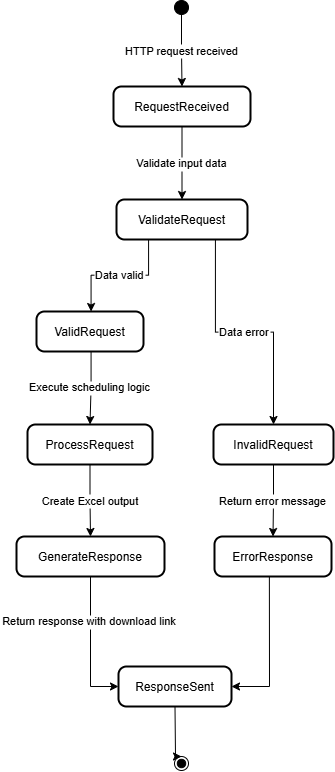 HTTP request received
RequestReceived
Validate input data
ValidateRequest
Data valid
ValidRequest
Data error
Execute scheduling logic
ProcessRequest
InvalidRequest
Create Excel output
Return error message
GenerateResponse
ErrorResponse
Return response with download link
ResponseSent